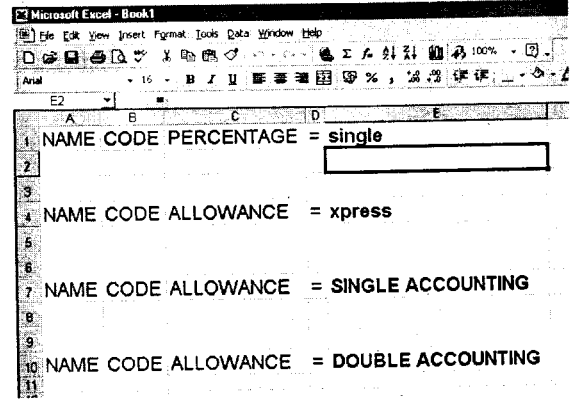 Microsoft Excel - Book1
File Edit View Insert Format Tools Data Window Help
100%
Arial 16 B I U % ,
E2 =
A B C D E
1 NAME CODE PERCENTAGE = single
2
3
4 NAME CODE ALLOWANCE = xpress
5
6
7 NAME CODE ALLOWANCE = SINGLE ACCOUNTING
8
9
10 NAME CODE ALLOWANCE = DOUBLE ACCOUNTING
11